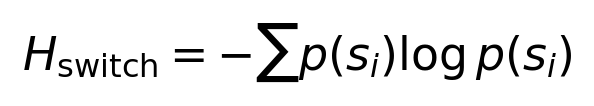 H_switch = −∑ p(s_i) log p(s_i)